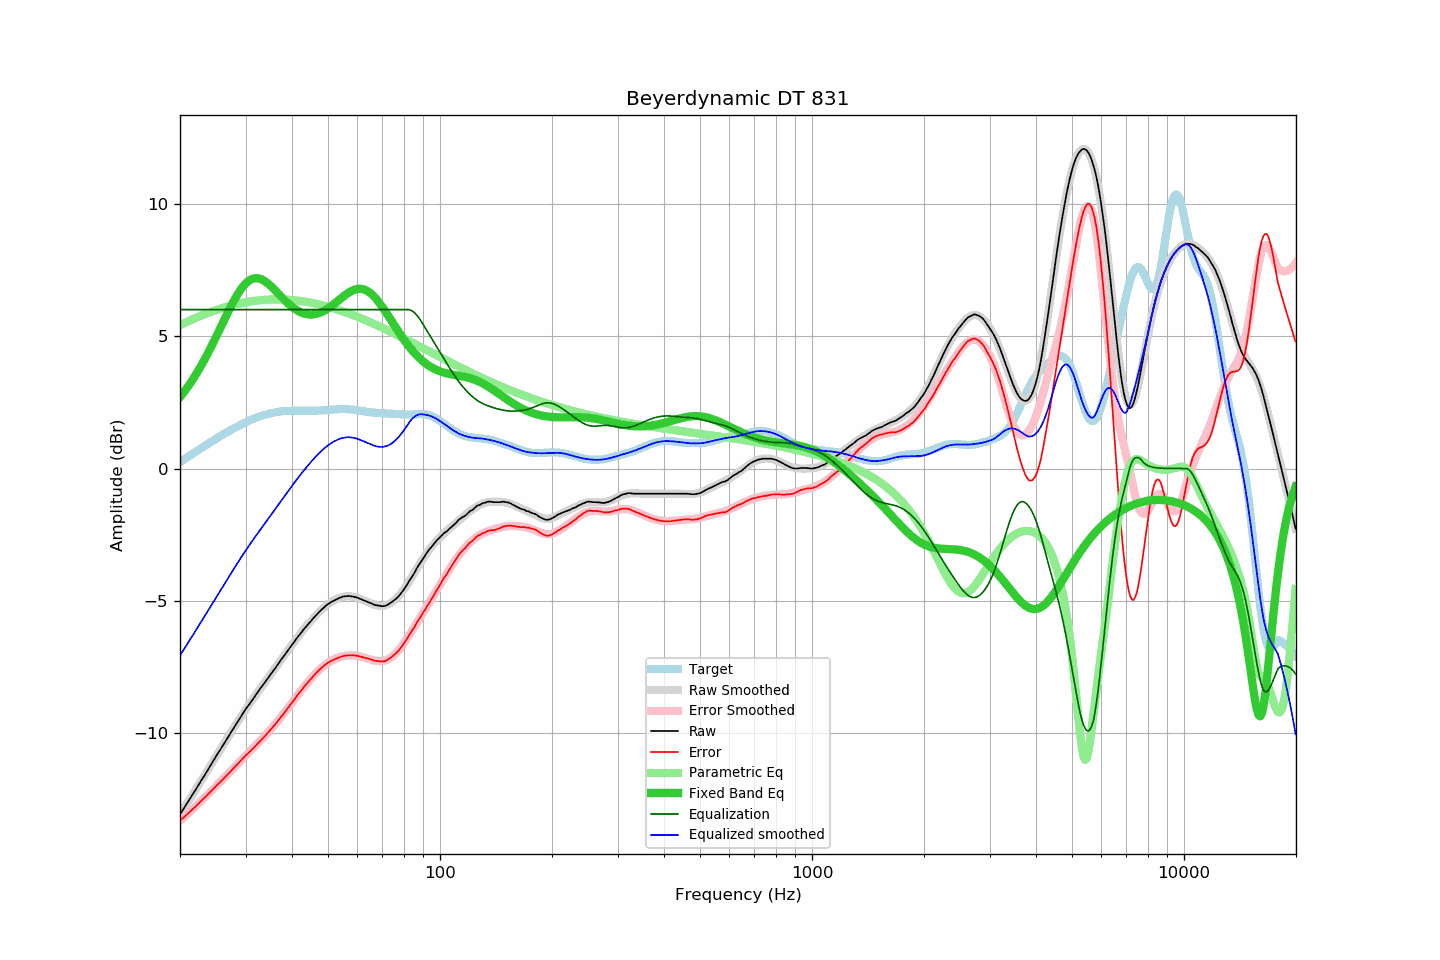 Beyerdynamic DT 831
Amplitude (dBr)
10
5
0
−5
−10
Target
Raw Smoothed
Error Smoothed
Raw
Error
Parametric Eq
Fixed Band Eq
Equalization
Equalized smoothed
100 1000 10000
Frequency (Hz)